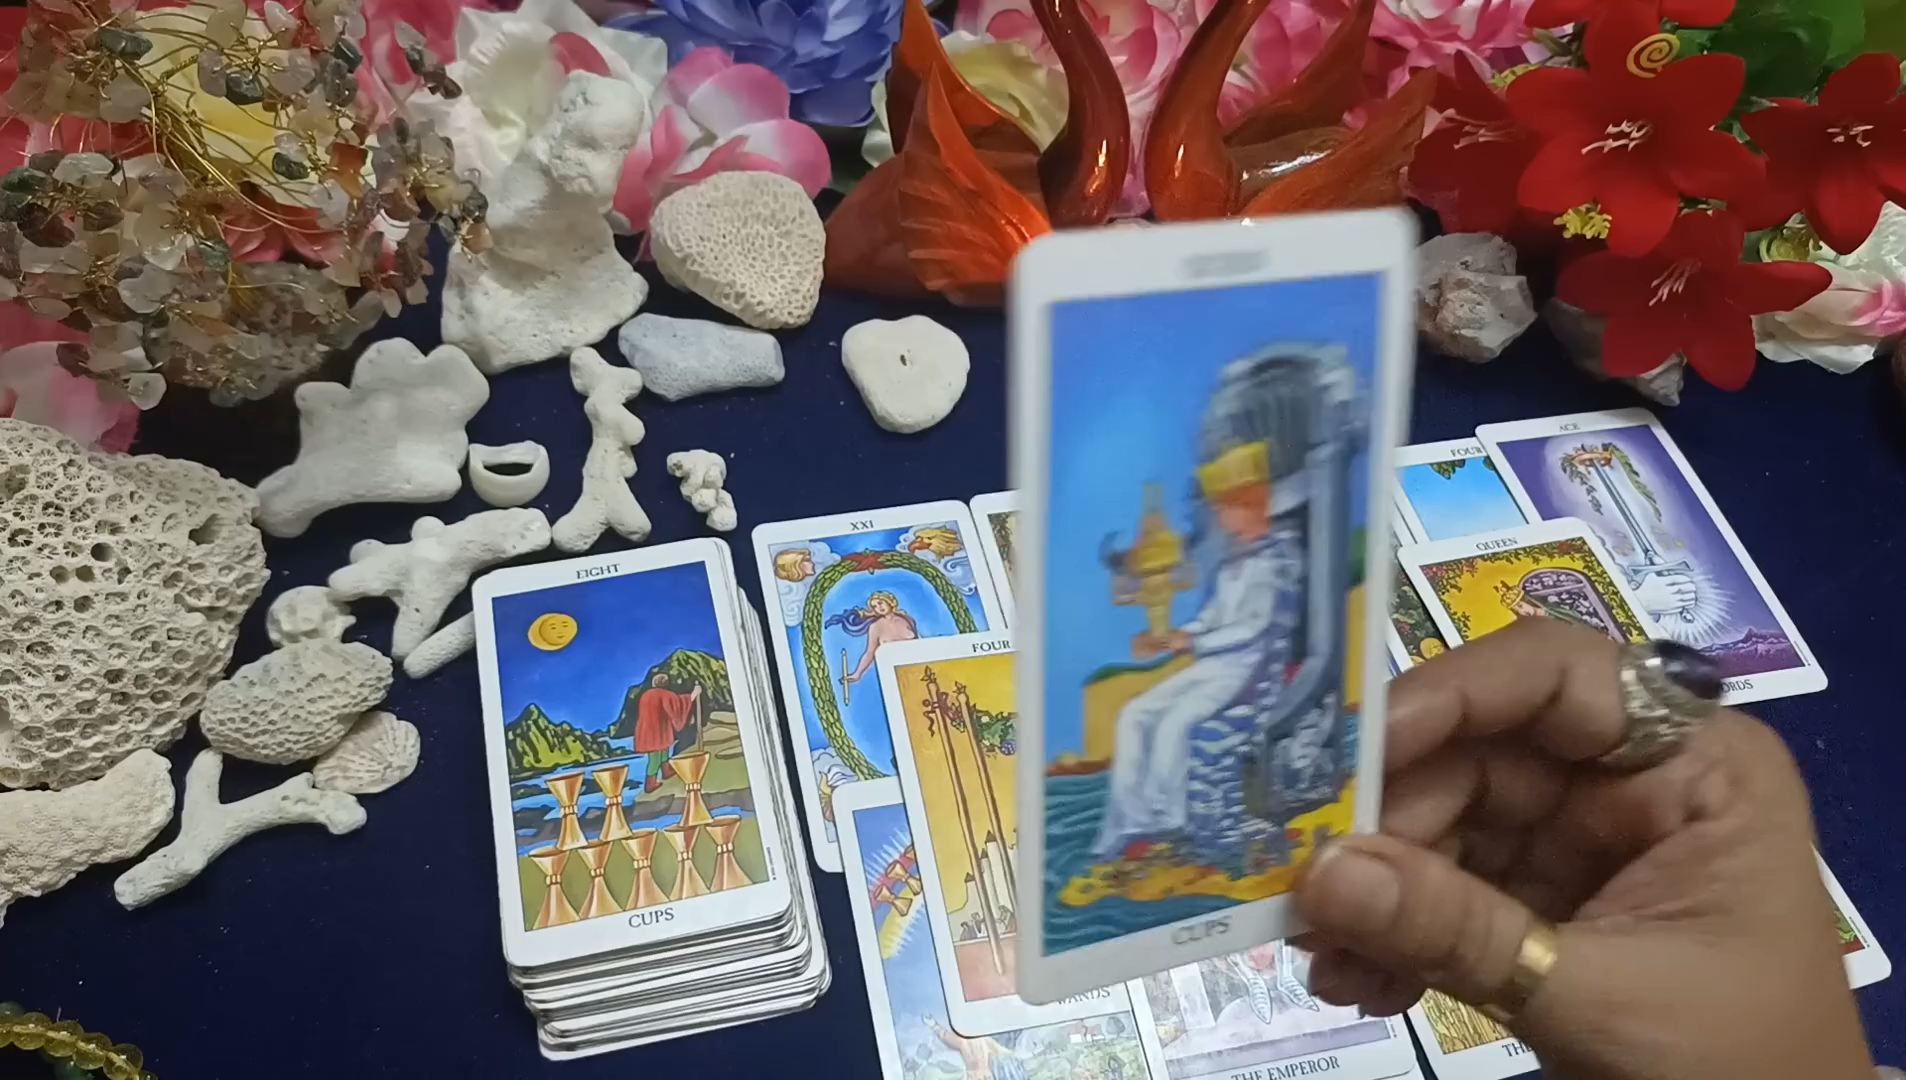 EIGHT
CUPS
XXI
FOUR
WANDS
CUPS
FOUR
ACE
QUEEN
THE EMPEROR